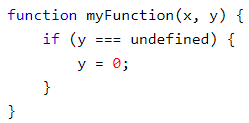 function myFunction(x, y) {
    if (y === undefined) {
        y = 0;
    }
}